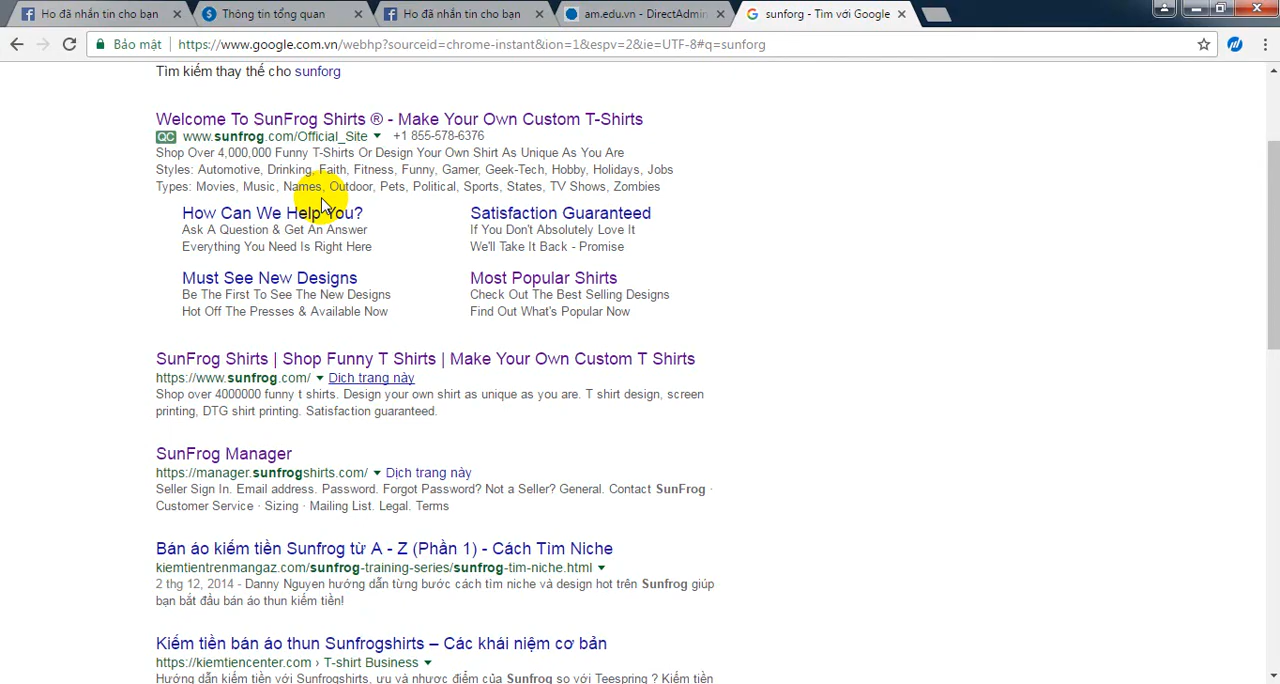 Ho đã nhắn tin cho bạn
Thông tin tổng quan
Ho đã nhắn tin cho bạn
am.edu.vn - DirectAdmin
sunforg - Tìm với Google
Bảo mật
https://www.google.com.vn/webhp?sourceid=chrome-instant&ion=1&espv=2&ie=UTF-8#q=sunforg
Tìm kiếm thay thế cho sunforg
Welcome To SunFrog Shirts ® - Make Your Own Custom T-Shirts
QC www.sunfrog.com/Official_Site +1 855-578-6376
Shop Over 4,000,000 Funny T-Shirts Or Design Your Own Shirt As Unique As You Are
Styles: Automotive, Drinking, Faith, Fitness, Funny, Gamer, Geek-Tech, Hobby, Holidays, Jobs
Types: Movies, Music, Names, Outdoor, Pets, Political, Sports, States, TV Shows, Zombies
How Can We Help You?
Ask A Question & Get An Answer
Everything You Need Is Right Here
Satisfaction Guaranteed
If You Don't Absolutely Love It
We'll Take It Back - Promise
Must See New Designs
Be The First To See The New Designs
Hot Off The Presses & Available Now
Most Popular Shirts
Check Out The Best Selling Designs
Find Out What's Popular Now
SunFrog Shirts | Shop Funny T Shirts | Make Your Own Custom T Shirts
https://www.sunfrog.com/ Dịch trang này
Shop over 4000000 funny t shirts. Design your own shirt as unique as you are. T shirt design, screen
printing, DTG shirt printing. Satisfaction guaranteed.
SunFrog Manager
https://manager.sunfrogshirts.com/ Dịch trang này
Seller Sign In. Email address. Password. Forgot Password? Not a Seller? General. Contact SunFrog ·
Customer Service · Sizing · Mailing List. Legal. Terms
Bán áo kiếm tiền Sunfrog từ A - Z (Phần 1) - Cách Tìm Niche
kiemtientrenmangaz.com/sunfrog-training-series/sunfrog-tim-niche.html
2 thg 12, 2014 - Danny Nguyen hướng dẫn từng bước cách tìm niche và design hot trên Sunfrog giúp
bạn bắt đầu bán áo thun kiếm tiền!
Kiếm tiền bán áo thun Sunfrogshirts – Các khái niệm cơ bản
https://kiemtiencenter.com › T-shirt Business
Hướng dẫn kiếm tiền với Sunfrogshirts, ưu và nhược điểm của Sunfrog so với Teespring ? Kiếm tiền